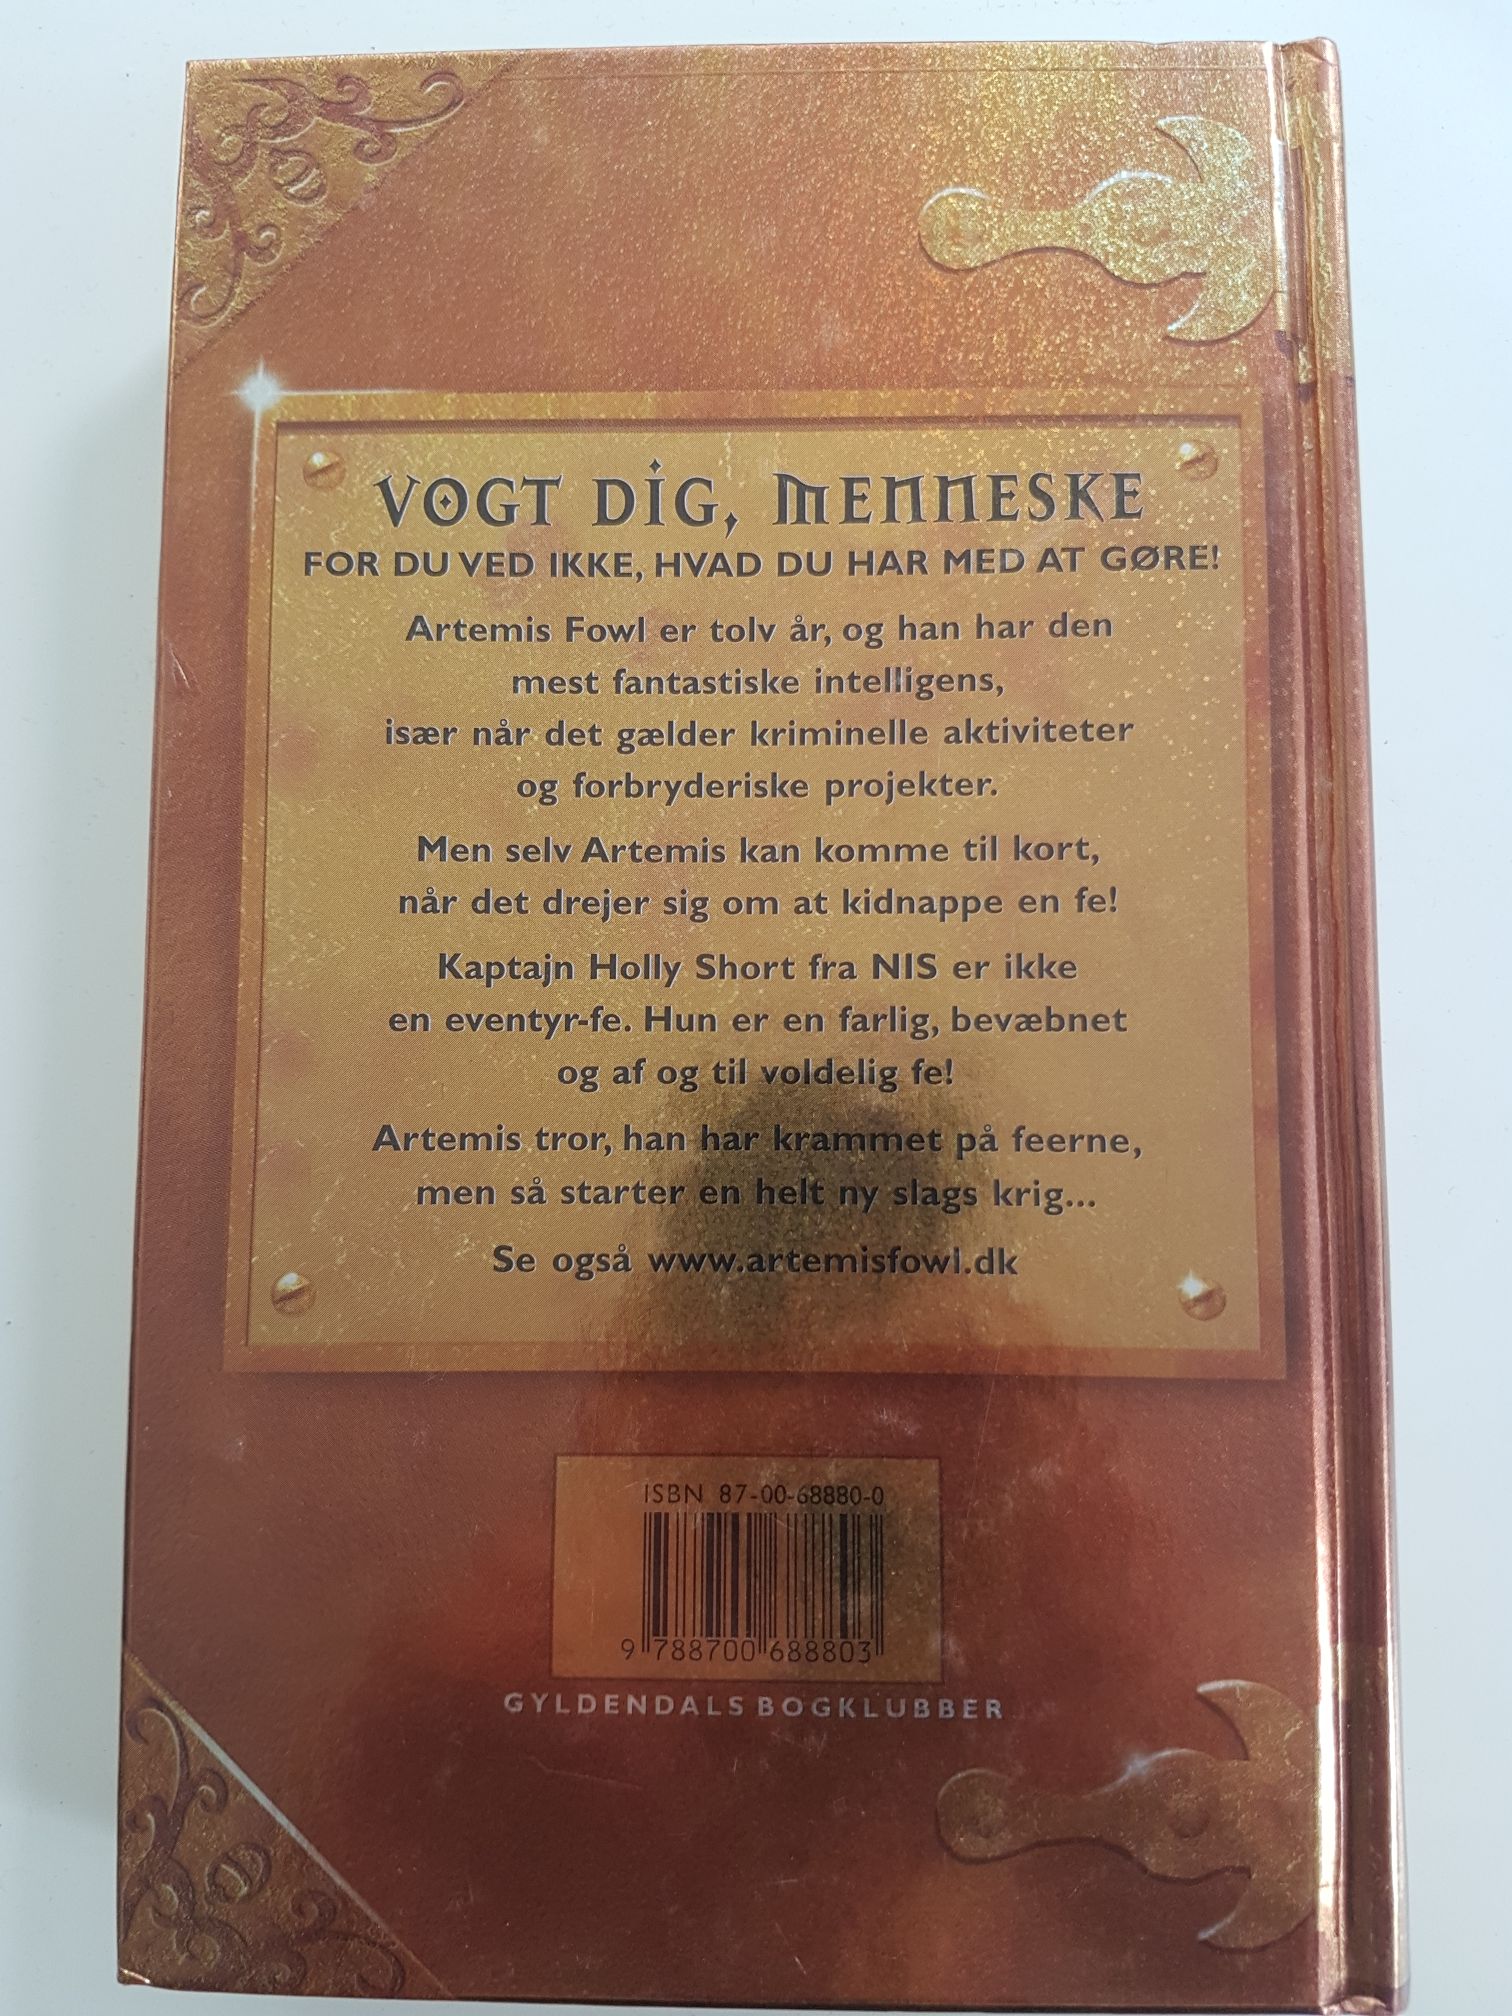 VOGT DIG, MENNESKE
FOR DU VED IKKE, HVAD DU HAR MED AT GØRE!
Artemis Fowl er tolv år, og han har den
mest fantastiske intelligens,
især når det gælder kriminelle aktiviteter
og forbryderiske projekter.
Men selv Artemis kan komme til kort,
når det drejer sig om at kidnappe en fe!
Kaptajn Holly Short fra NIS er ikke
en eventyr-fe. Hun er en farlig, bevæbnet
og af og til voldelig fe!
Artemis tror, han har krammet på feerne,
men så starter en helt ny slags krig...
Se også www.artemisfowl.dk
ISBN 87-00-68880-0
9 788700 688803
GYLDENDALS BOGKLUBBER